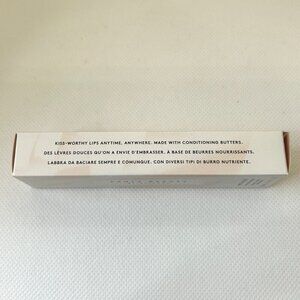 KISS-WORTHY LIPS ANYTIME, ANYWHERE. MADE WITH CONDITIONING BUTTERS.
DES LÈVRES DOUCES QU'ON A ENVIE D'EMBRASSER. À BASE DE BEURRES NOURRISSANTS.
LABBRA DA BACIARE SEMPRE E COMUNQUE. CON DIVERSI TIPI DI BURRO NUTRIENTE.